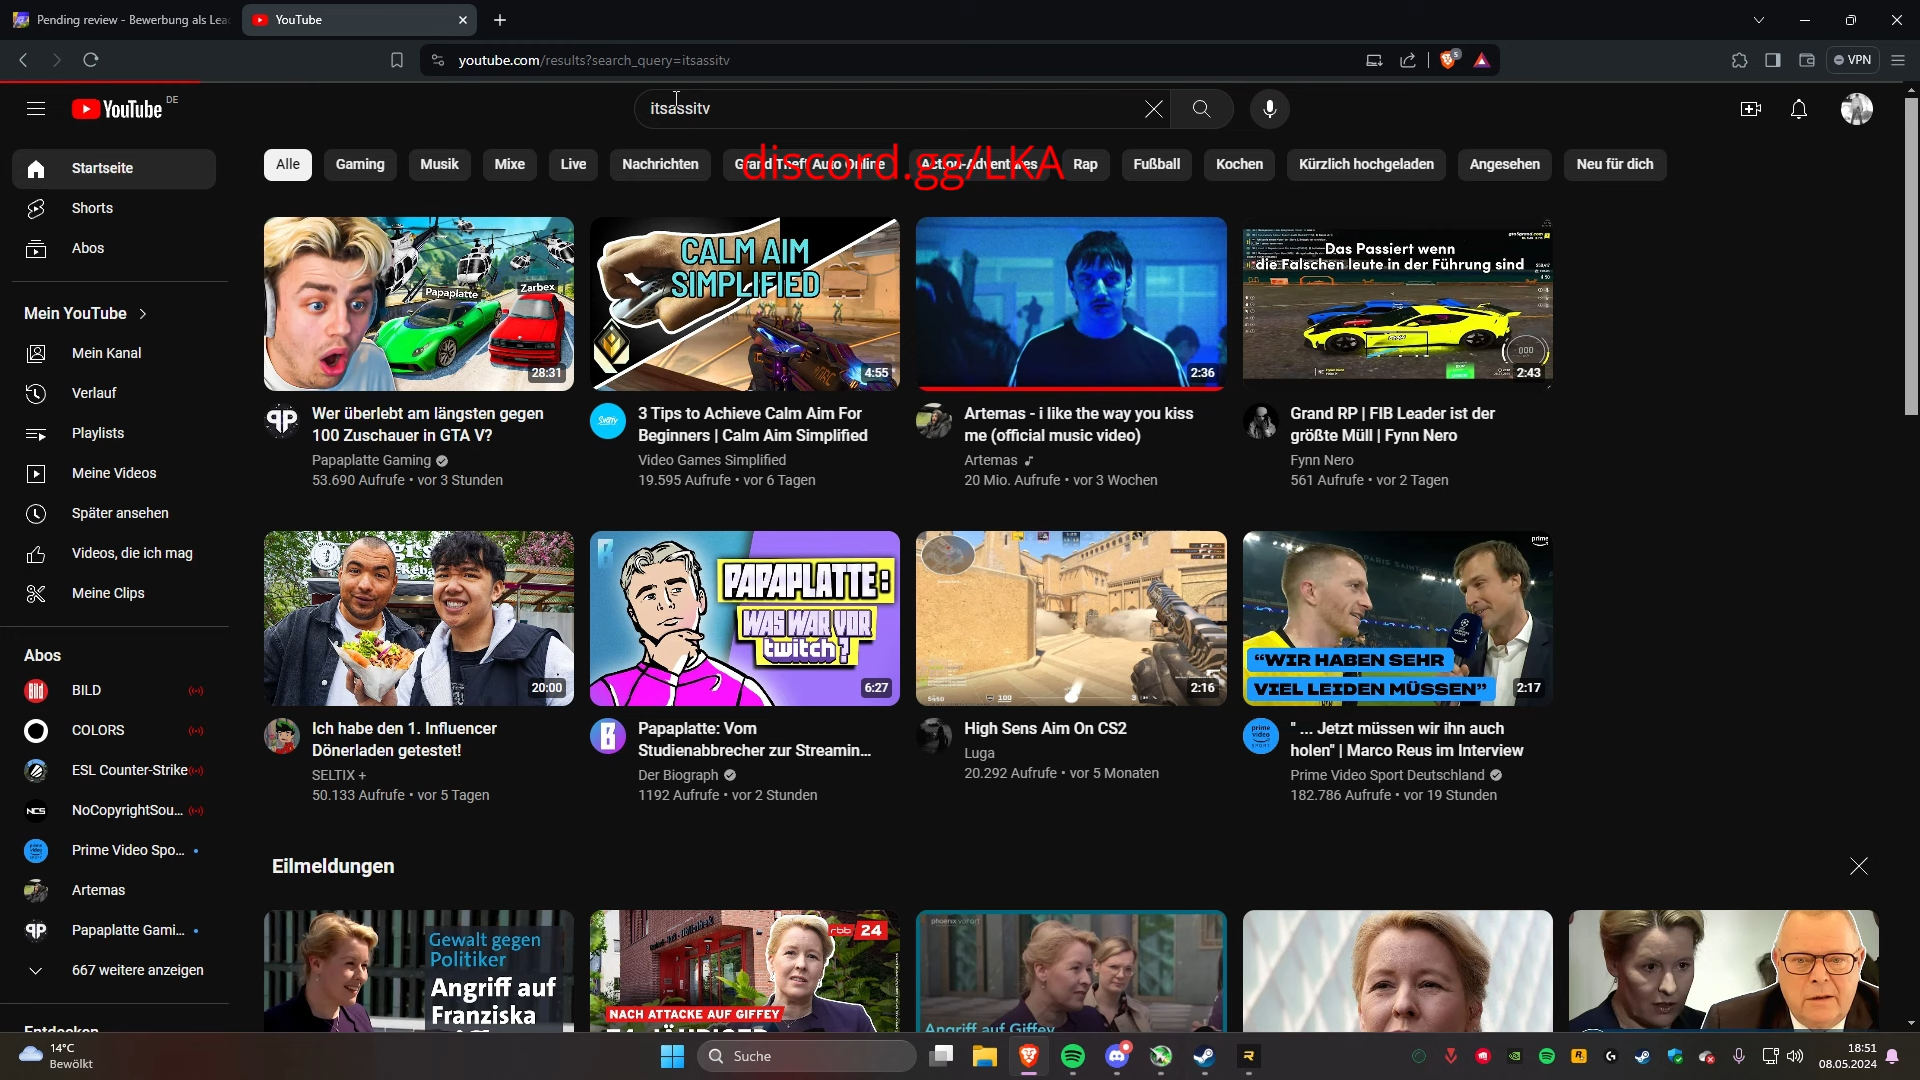 Pending review - Bewerbung als Lea
YouTube
youtube.com/results?search_query=itsassitv
VPN
YouTube DE
itsassitv
discord.gg/LKA
Startseite
Shorts
Abos
Mein YouTube
Mein Kanal
Verlauf
Playlists
Meine Videos
Später ansehen
Videos, die ich mag
Meine Clips
Abos
BILD
COLORS
ESL Counter-Strike
NoCopyrightSou...
Prime Video Spo...
Artemas
Papaplatte Gami...
667 weitere anzeigen
Entdecken
Alle
Gaming
Musik
Mixe
Live
Nachrichten
Grand Theft Auto Online
Action-Adventures
Rap
Fußball
Kochen
Kürzlich hochgeladen
Angesehen
Neu für dich
Papaplatte
Zarbex
28:31
Wer überlebt am längsten gegen
100 Zuschauer in GTA V?
Papaplatte Gaming
53.690 Aufrufe • vor 3 Stunden
CALM AIM
SIMPLIFIED
4:55
3 Tips to Achieve Calm Aim For
Beginners | Calm Aim Simplified
Video Games Simplified
19.595 Aufrufe • vor 6 Tagen
2:36
Artemas - i like the way you kiss
me (official music video)
Artemas
20 Mio. Aufrufe • vor 3 Wochen
Das Passiert wenn
die Falschen leute in der Führung sind
2:43
Grand RP | FIB Leader ist der
größte Müll | Fynn Nero
Fynn Nero
561 Aufrufe • vor 2 Tagen
20:00
Ich habe den 1. Influencer
Dönerladen getestet!
SELTIX +
50.133 Aufrufe • vor 5 Tagen
PAPAPLATTE:
WAS WAR VOR
twitch?
6:27
Papaplatte: Vom
Studienabbrecher zur Streamin...
Der Biograph
1192 Aufrufe • vor 2 Stunden
2:16
High Sens Aim On CS2
Luga
20.292 Aufrufe • vor 5 Monaten
prime
“WIR HABEN SEHR
VIEL LEIDEN MÜSSEN”
2:17
" ... Jetzt müssen wir ihn auch
holen" | Marco Reus im Interview
Prime Video Sport Deutschland
182.786 Aufrufe • vor 19 Stunden
Eilmeldungen
Gewalt gegen
Politiker
Angriff auf
Franziska
rbb 24
NACH ATTACKE AUF GIFFEY
phoenix vorort
Angriff auf Giffey
14°C
Bewölkt
Suche
18:51
08.05.2024